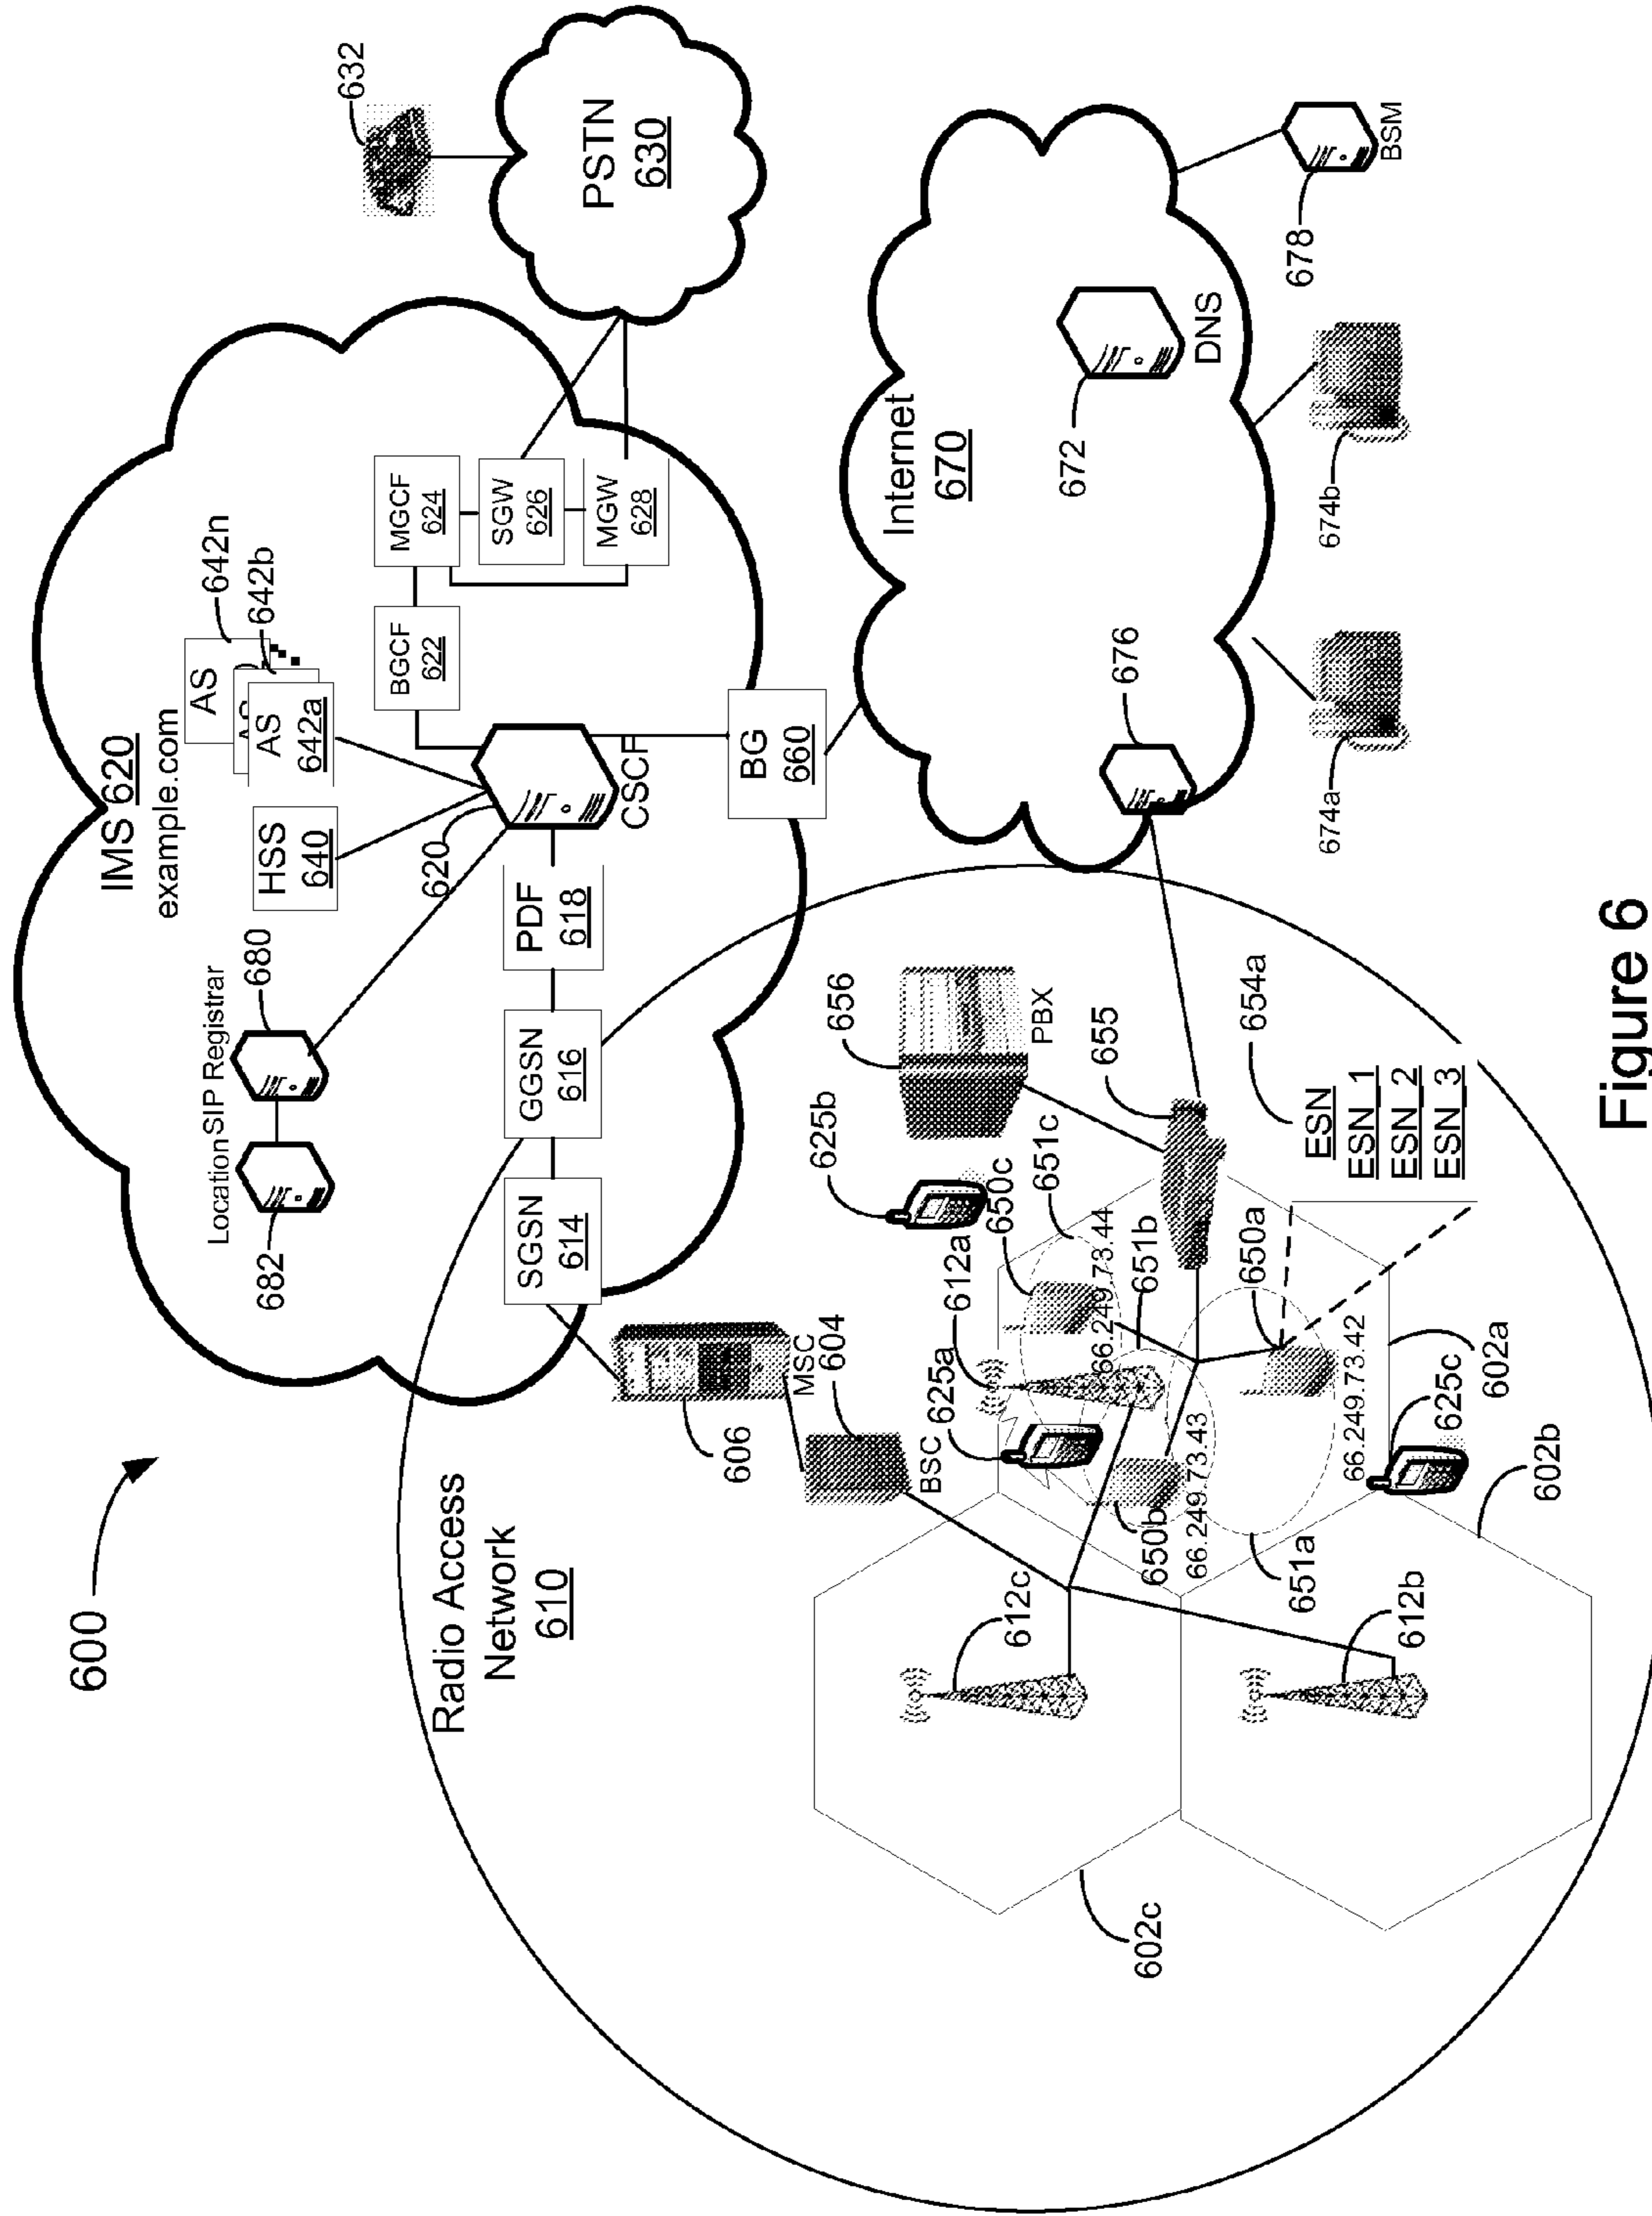 600
IMS 620
example.com
Location
SIP Registrar
682
680
HSS
640
AS
AS
642a
642b
642n
620
CSCF
BGCF
622
MGCF
624
SGW
626
MGW
628
PDF
618
GGSN
616
SGSN
614
BG
660
632
PSTN
630
Radio Access
Network
610
606
MSC
604
BSC
625a
612a
625b
650c
651c
656
PBX
655
66.249.73.44
651b
650b
66.249.73.43
650a
66.249.73.42
651a
625c
602a
602b
602c
612c
612b
654a
ESN
ESN_1
ESN_2
ESN_3
Internet
670
672
DNS
676
674a
674b
678
BSM
Figure 6